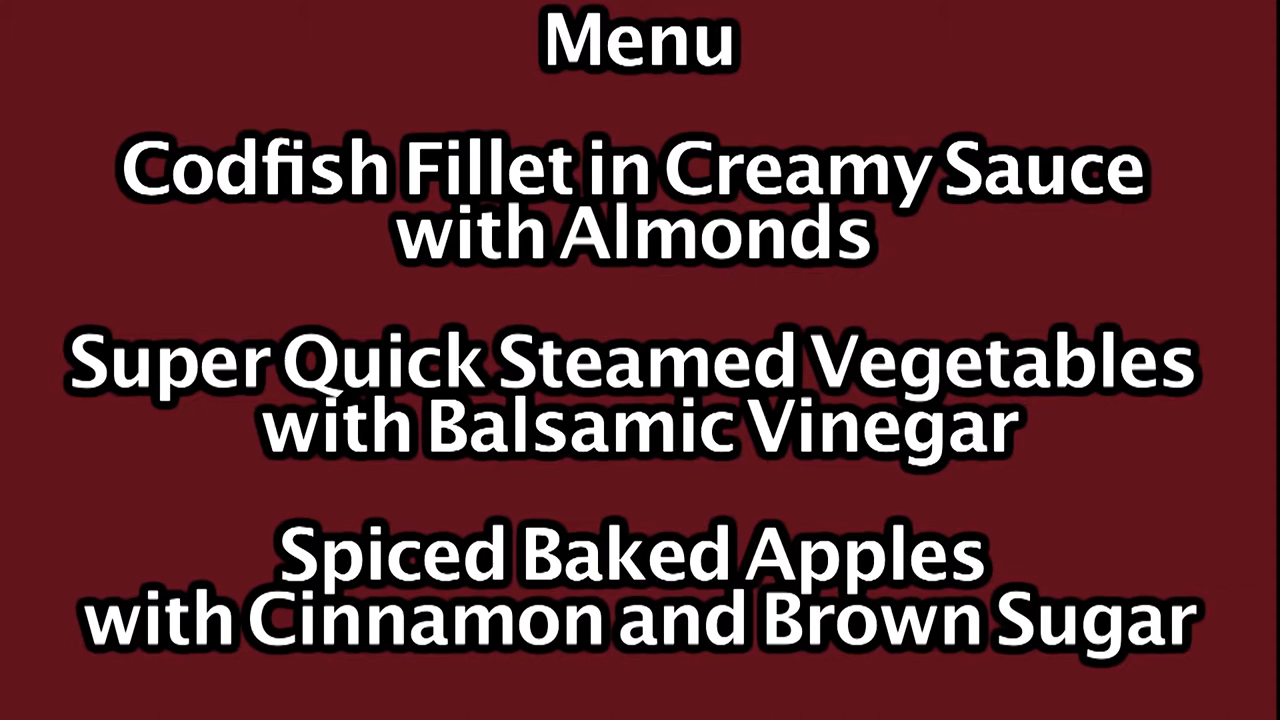 Menu
Codfish Fillet in Creamy Sauce
with Almonds
Super Quick Steamed Vegetables
with Balsamic Vinegar
Spiced Baked Apples
with Cinnamon and Brown Sugar